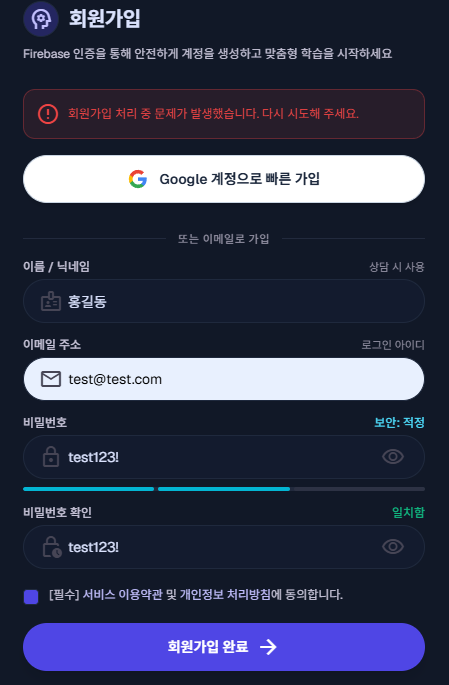 회원가입
Firebase 인증을 통해 안전하게 계정을 생성하고 맞춤형 학습을 시작하세요
회원가입 처리 중 문제가 발생했습니다. 다시 시도해 주세요.
Google 계정으로 빠른 가입
또는 이메일로 가입
이름 / 닉네임 상담 시 사용
홍길동
이메일 주소 로그인 아이디
test@test.com
비밀번호 보안: 적정
test123!
비밀번호 확인 일치함
test123!
[필수] 서비스 이용약관 및 개인정보 처리방침에 동의합니다.
회원가입 완료 →